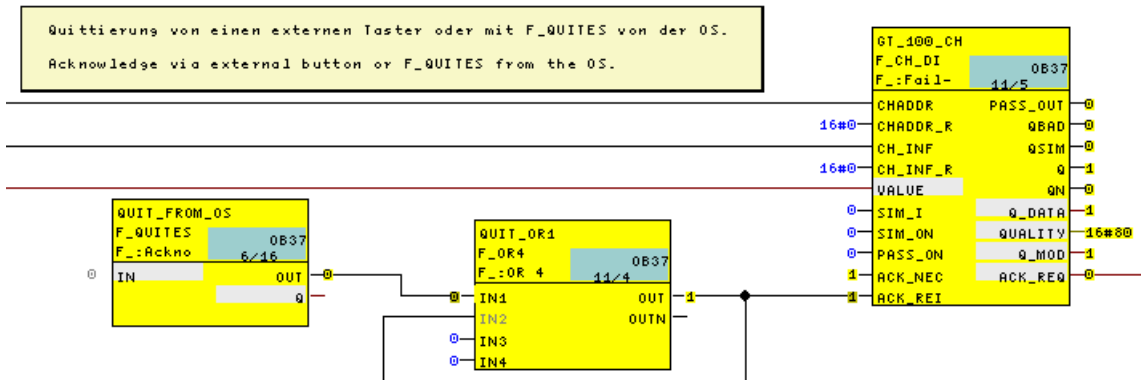 Quittierung von einen externen Taster oder mit F_QUITES von der OS.
Acknowledge via external button or F_QUITES from the OS.
GT_100_CH
F_CH_DI
OB37
F_:Fail-
11/5
CHADDR
PASS_OUT
0
16#0
CHADDR_R
QBAD
0
CH_INF
QSIM
0
16#0
CH_INF_R
Q
1
VALUE
QN
0
0
SIM_I
Q_DATA
1
0
SIM_ON
QUALITY
16#80
0
PASS_ON
Q_MOD
1
1
ACK_NEC
ACK_REQ
0
1
ACK_REI
QUIT_FROM_OS
F_QUITES
OB37
F_:Ackno
6/16
0
IN
OUT
0
Q
QUIT_OR1
F_OR4
OB37
F_:OR 4
11/4
0
IN1
OUT
1
IN2
OUTN
0
IN3
0
IN4